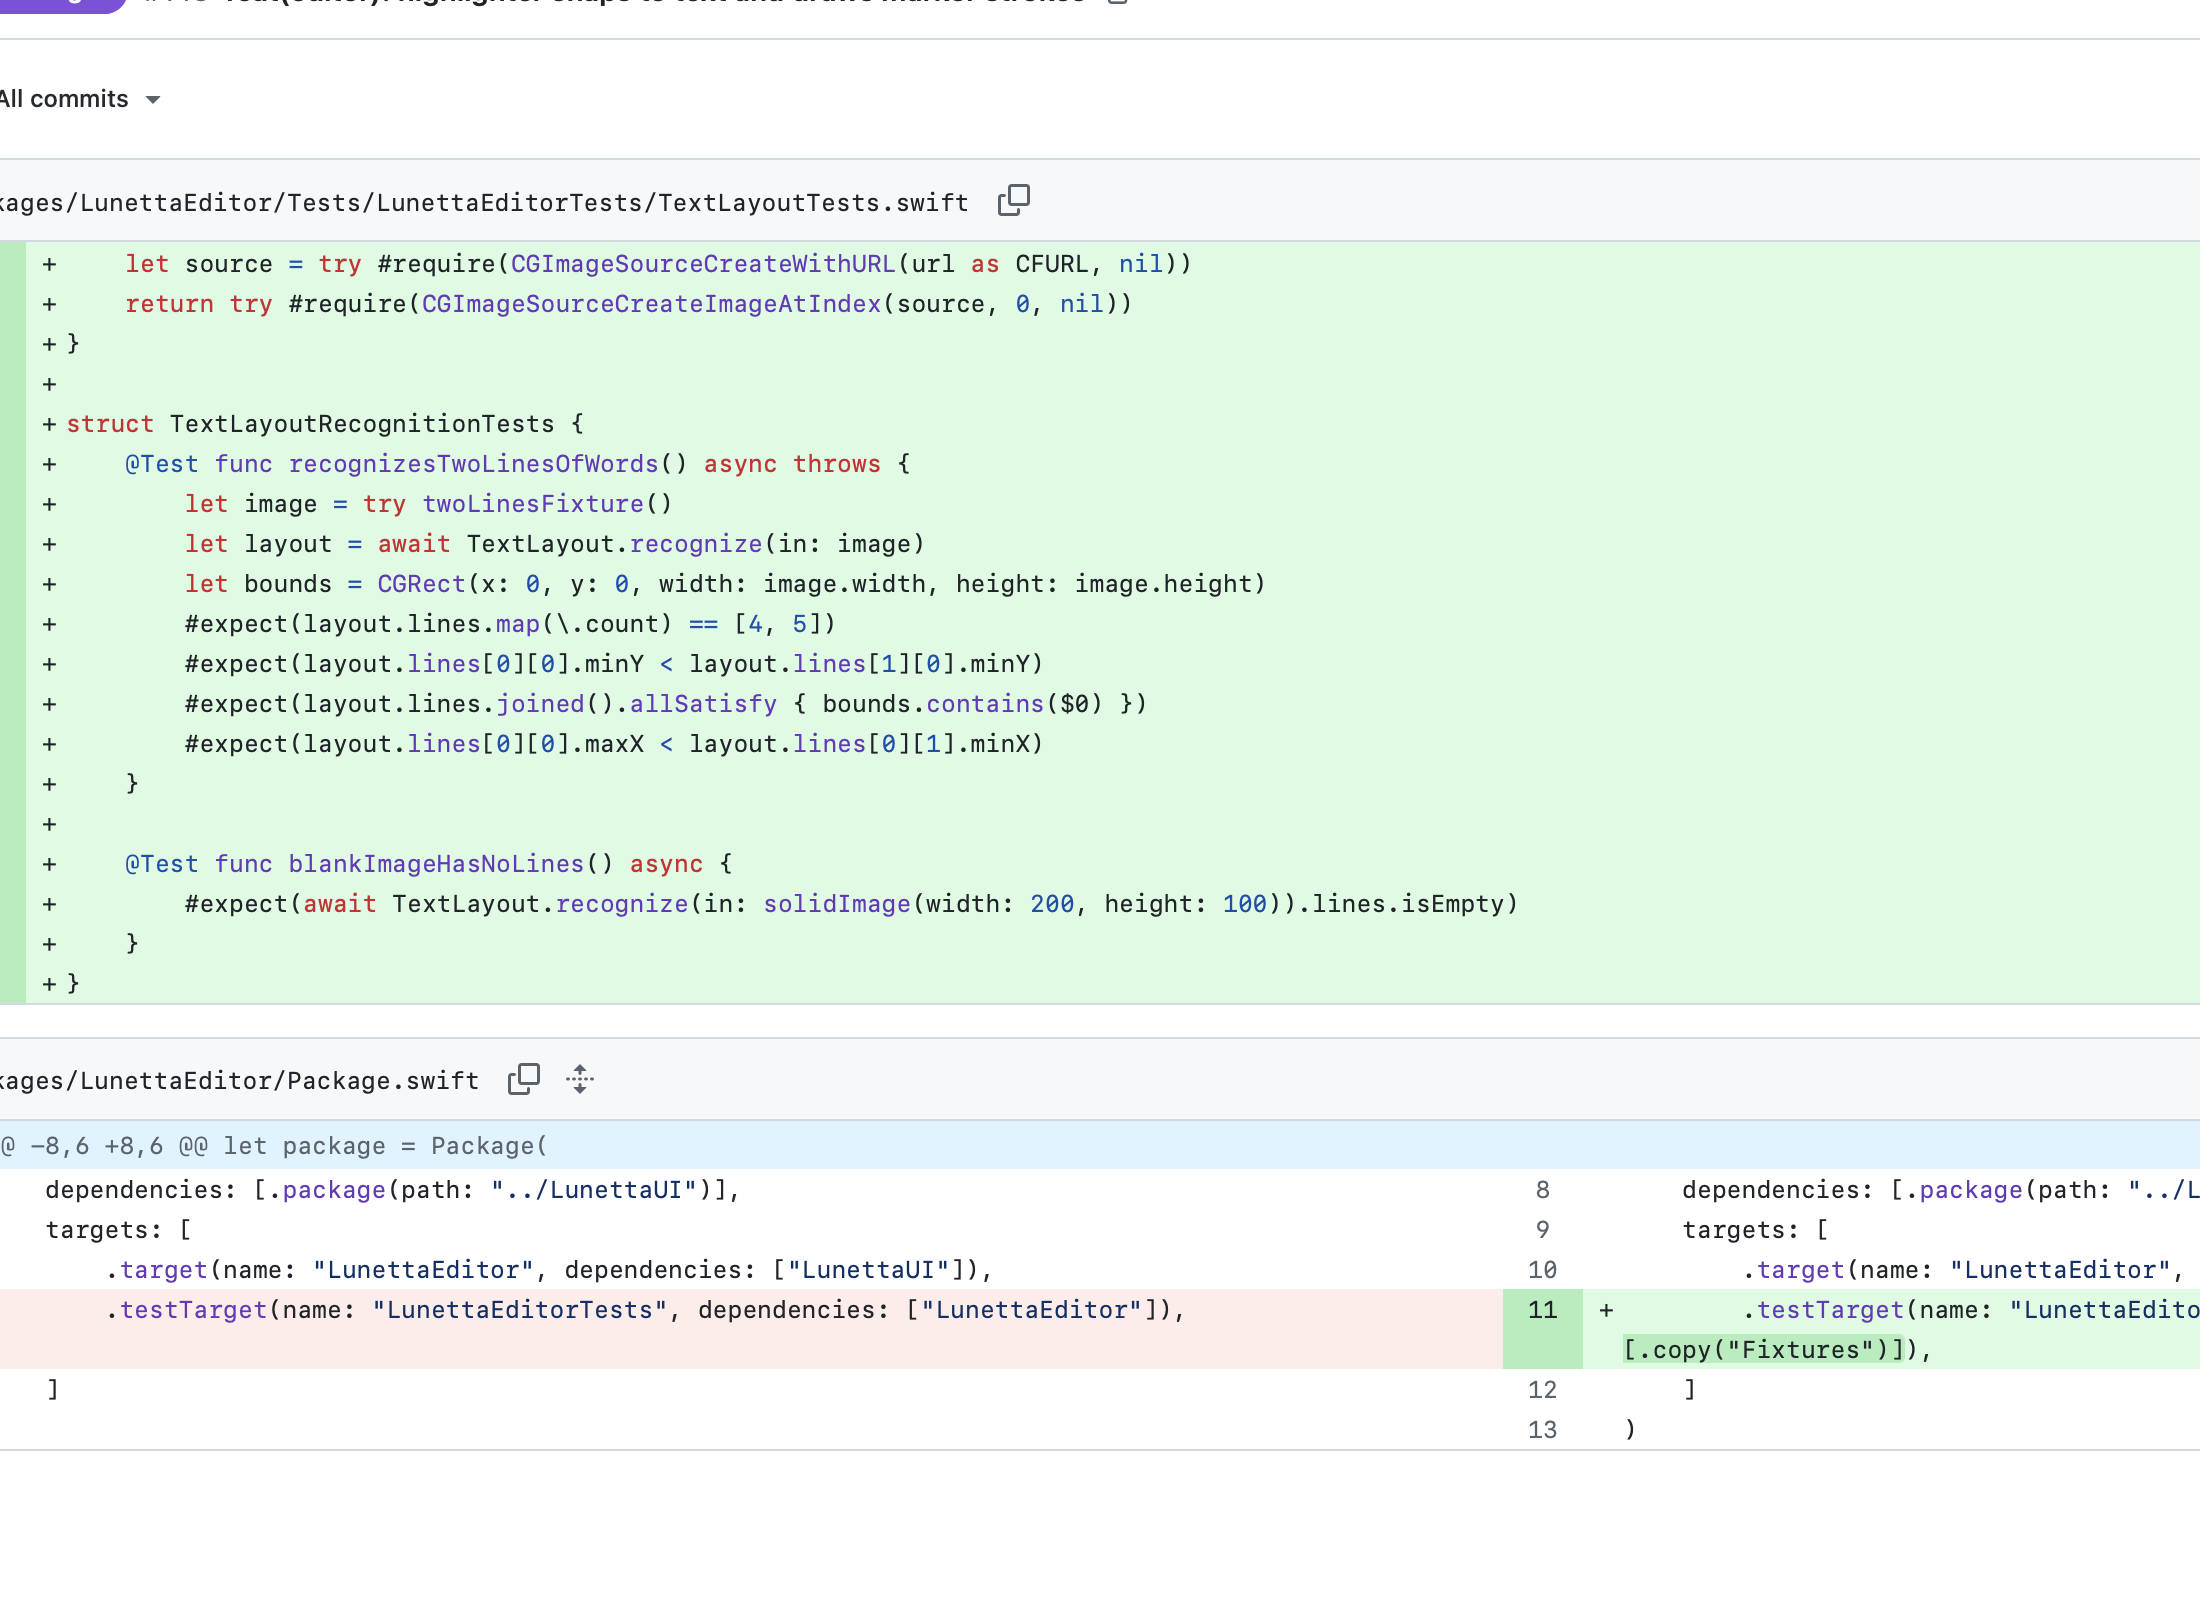 All commits
kages/LunettaEditor/Tests/LunettaEditorTests/TextLayoutTests.swift
+ let source = try #require(CGImageSourceCreateWithURL(url as CFURL, nil))
+ return try #require(CGImageSourceCreateImageAtIndex(source, 0, nil))
+ }
+
+ struct TextLayoutRecognitionTests {
+ @Test func recognizesTwoLinesOfWords() async throws {
+ let image = try twoLinesFixture()
+ let layout = await TextLayout.recognize(in: image)
+ let bounds = CGRect(x: 0, y: 0, width: image.width, height: image.height)
+ #expect(layout.lines.map(\.count) == [4, 5])
+ #expect(layout.lines[0][0].minY < layout.lines[1][0].minY)
+ #expect(layout.lines.joined().allSatisfy { bounds.contains($0) })
+ #expect(layout.lines[0][0].maxX < layout.lines[0][1].minX)
+ }
+
+ @Test func blankImageHasNoLines() async {
+ #expect(await TextLayout.recognize(in: solidImage(width: 200, height: 100)).lines.isEmpty)
+ }
+ }
kages/LunettaEditor/Package.swift
@ -8,6 +8,6 @@ let package = Package(
dependencies: [.package(path: "../LunettaUI")],
targets: [
.target(name: "LunettaEditor", dependencies: ["LunettaUI"]),
.testTarget(name: "LunettaEditorTests", dependencies: ["LunettaEditor"]),
]
8 dependencies: [.package(path: "../L
9 targets: [
10 .target(name: "LunettaEditor",
11 + .testTarget(name: "LunettaEdito
[.copy("Fixtures")]),
12 ]
13 )